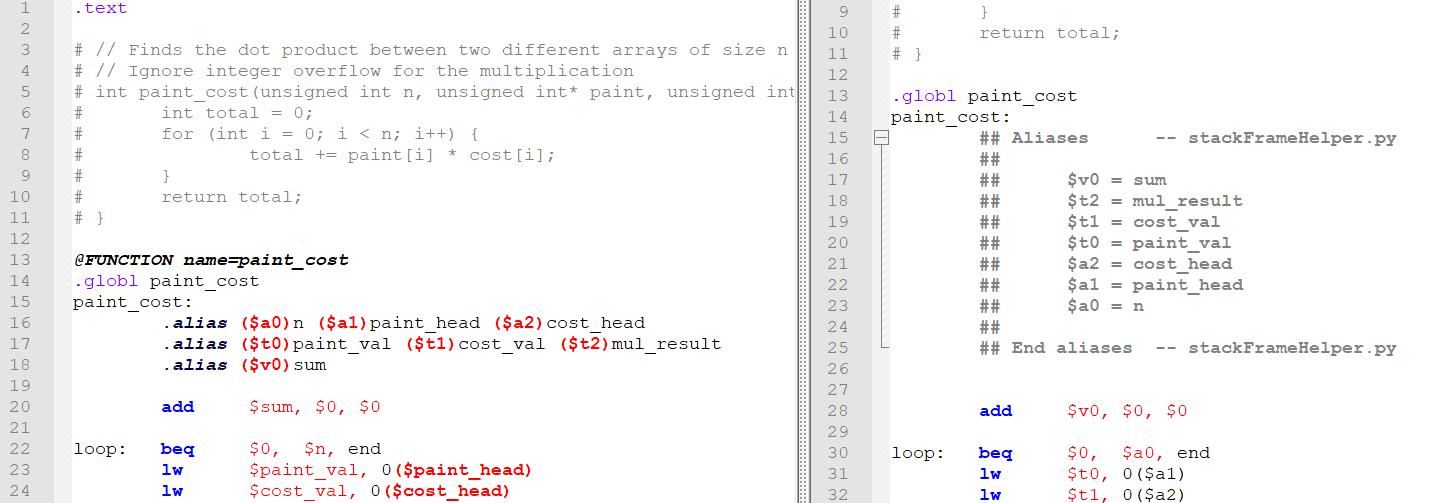 1 .text
2
3 # // Finds the dot product between two different arrays of size n
4 # // Ignore integer overflow for the multiplication
5 # int paint_cost(unsigned int n, unsigned int* paint, unsigned int
6 # int total = 0;
7 # for (int i = 0; i < n; i++) {
8 # total += paint[i] * cost[i];
9 # }
10 # return total;
11 # }
12
13 @FUNCTION name=paint_cost
14 .globl paint_cost
15 paint_cost:
16 .alias ($a0)n ($a1)paint_head ($a2)cost_head
17 .alias ($t0)paint_val ($t1)cost_val ($t2)mul_result
18 .alias ($v0)sum
19
20 add $sum, $0, $0
21
22 loop: beq $0, $n, end
23 lw $paint_val, 0($paint_head)
24 lw $cost_val, 0($cost_head)
9 # }
10 # return total;
11 # }
12
13 .globl paint_cost
14 paint_cost:
15 ## Aliases -- stackFrameHelper.py
16 ##
17 ## $v0 = sum
18 ## $t2 = mul_result
19 ## $t1 = cost_val
20 ## $t0 = paint_val
21 ## $a2 = cost_head
22 ## $a1 = paint_head
23 ## $a0 = n
24 ##
25 ## End aliases -- stackFrameHelper.py
26
27
28 add $v0, $0, $0
29
30 loop: beq $0, $a0, end
31 lw $t0, 0($a1)
32 lw $t1, 0($a2)